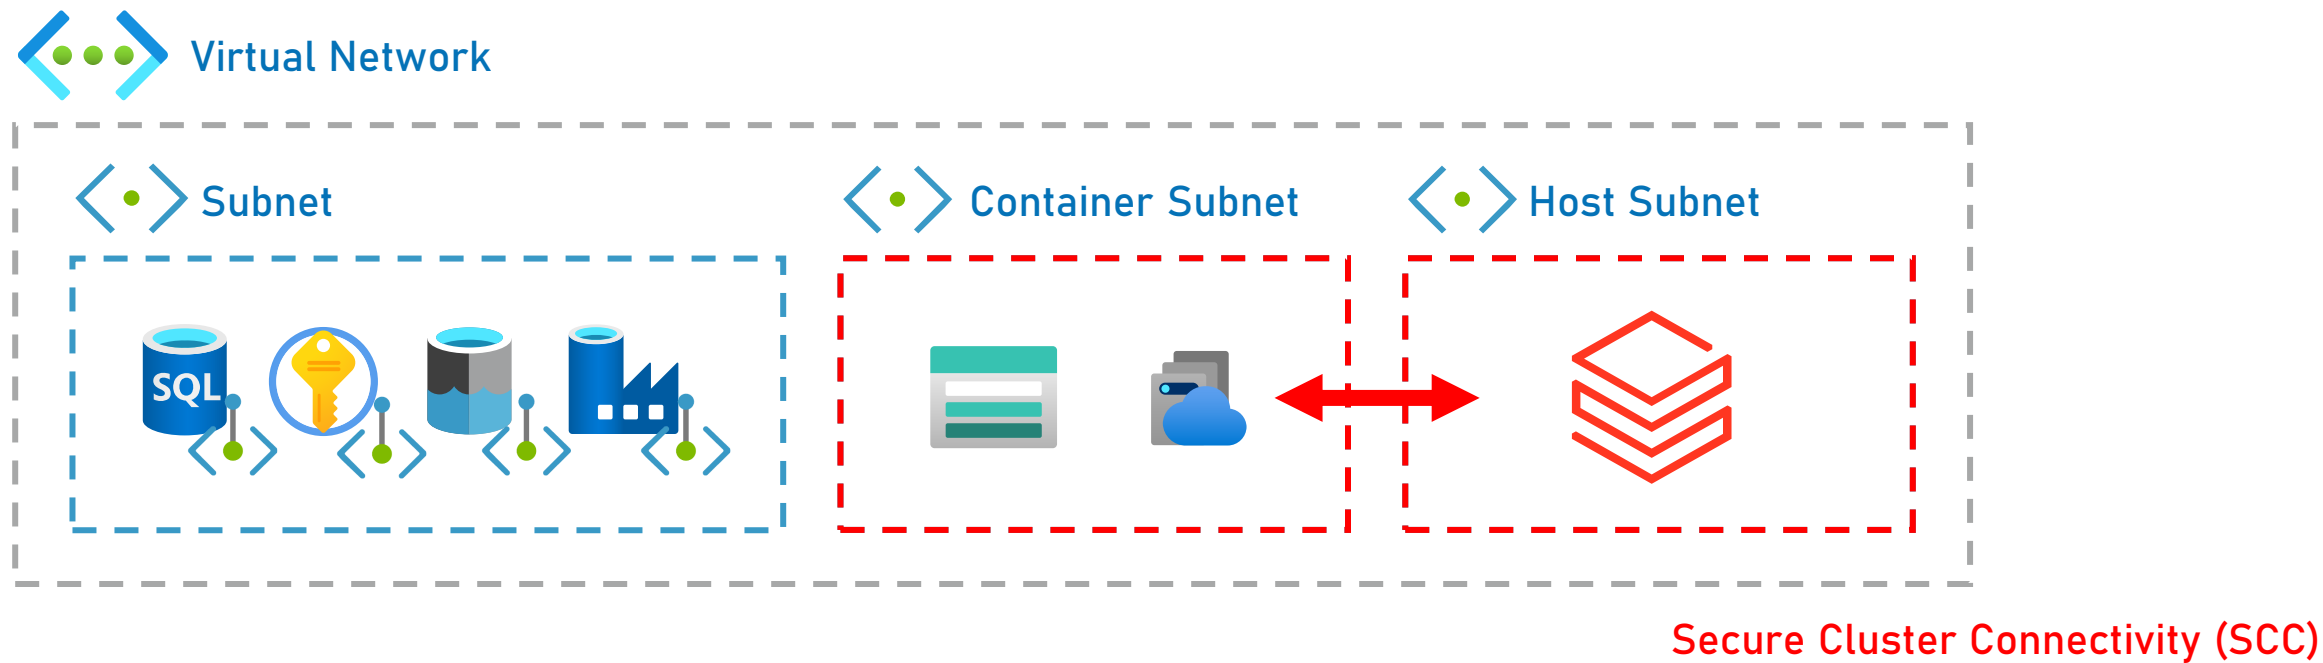 Virtual Network
Subnet
Container Subnet
Host Subnet
SQL
Secure Cluster Connectivity (SCC)